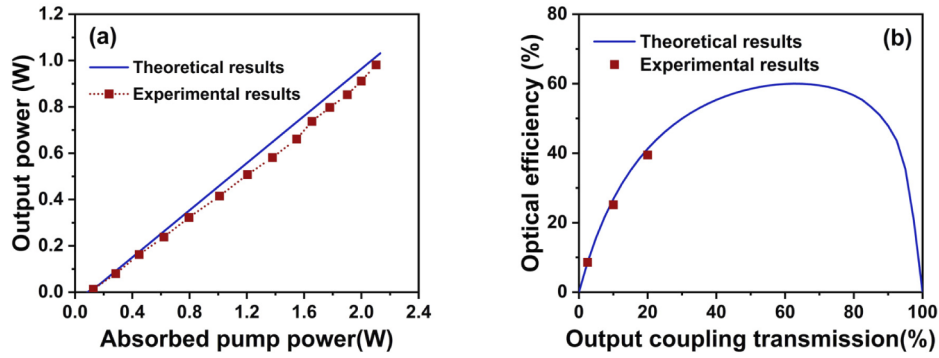 (a)
Theoretical results
Experimental results
Output power (W)
1.2
1.0
0.8
0.6
0.4
0.2
0.0
0.0 0.4 0.8 1.2 1.6 2.0 2.4
Absorbed pump power(W)
(b)
Theoretical results
Experimental results
Optical efficiency (%)
80
60
40
20
0
0 20 40 60 80 100
Output coupling transmission(%)